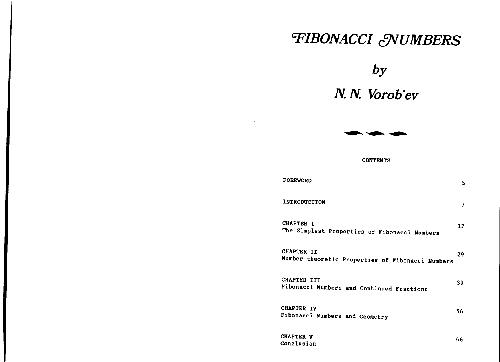 FIBONACCI NUMBERS
by
N. N. Vorob'ev
CONTENTS
FOREWORD 5
INTRODUCTION 7
CHAPTER I
The Simplest Properties of Fibonacci Numbers
CHAPTER II
Number-Theoretic Properties of Fibonacci Numbers 29
CHAPTER III
Fibonacci Numbers and Continued Fractions
CHAPTER IV
Fibonacci Numbers and Geometry 56
CHAPTER V
Conclusion 66